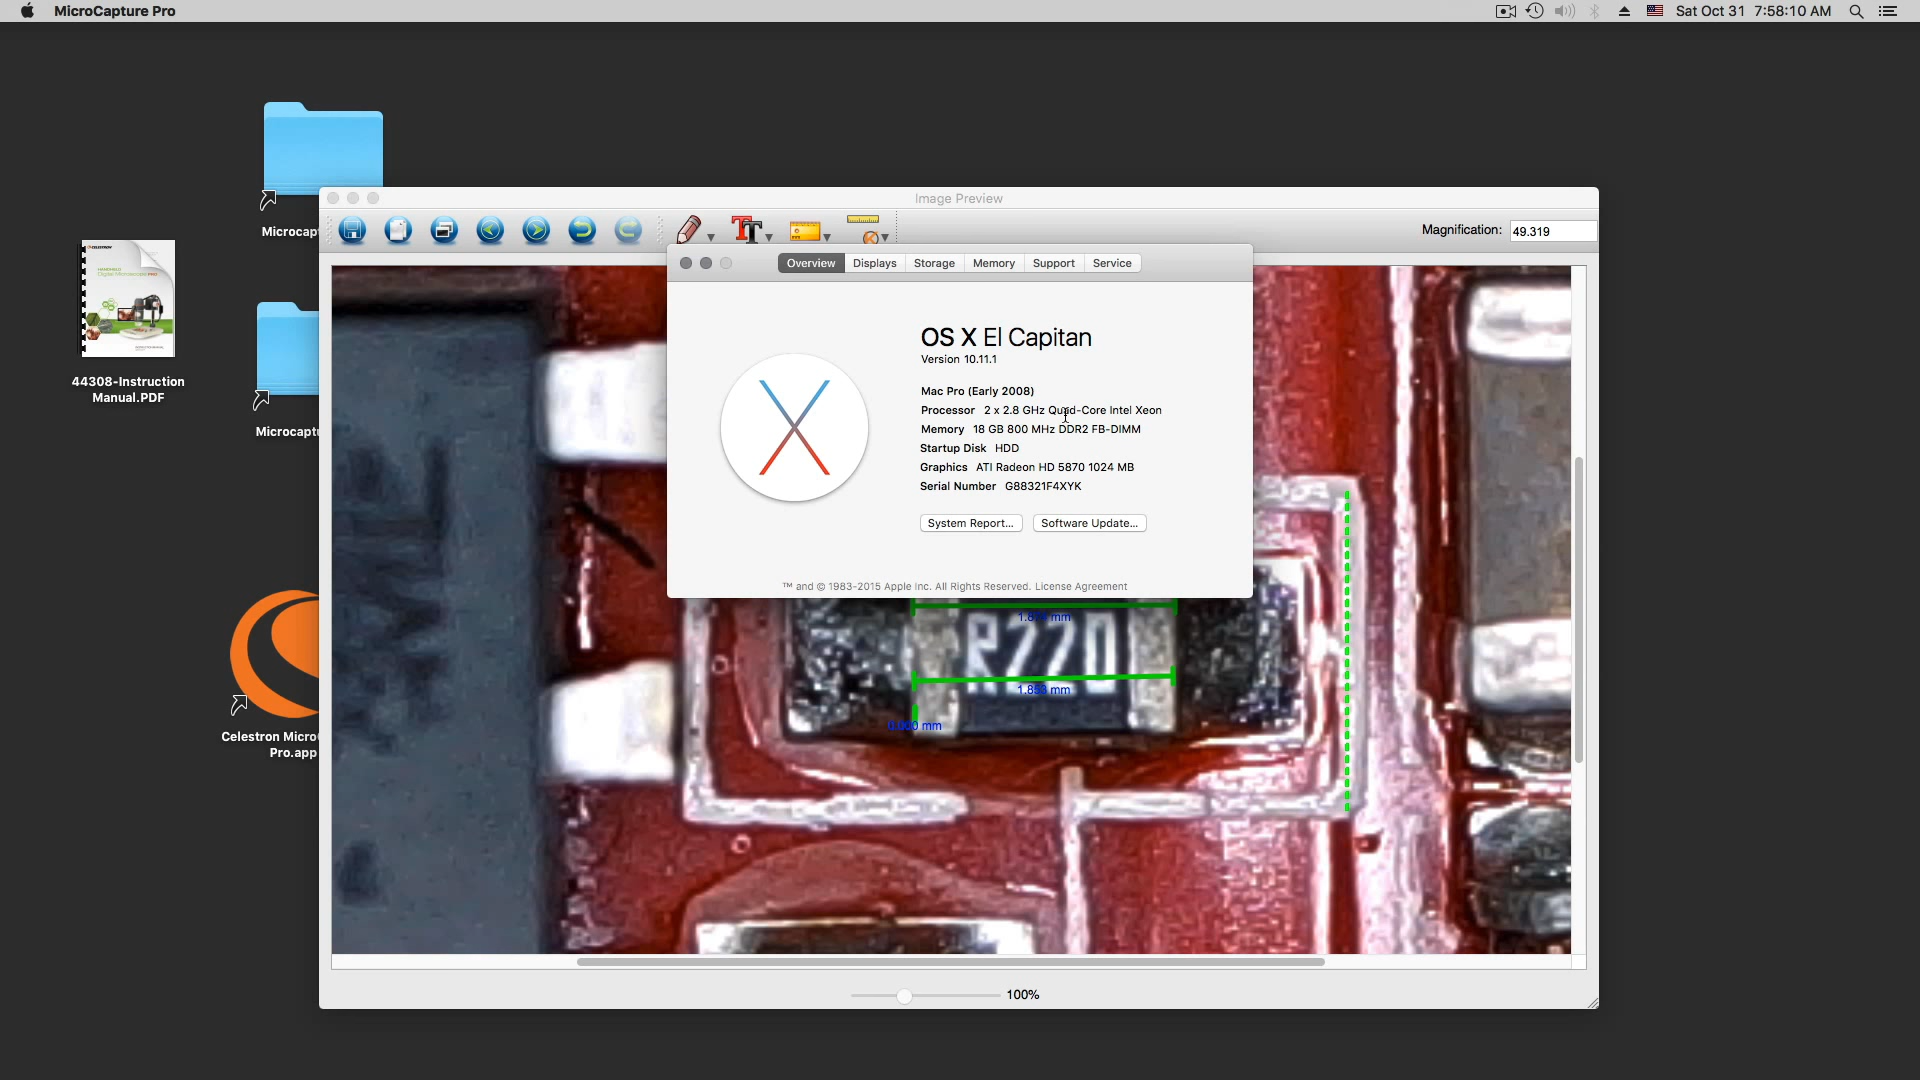 MicroCapture Pro
Sat Oct 31 7:58:10 AM
Image Preview
Magnification: 49.319
Overview Displays Storage Memory Support Service
OS X El Capitan
Version 10.11.1
Mac Pro (Early 2008)
Processor 2 x 2.8 GHz Quad-Core Intel Xeon
Memory 18 GB 800 MHz DDR2 FB-DIMM
Startup Disk HDD
Graphics ATI Radeon HD 5870 1024 MB
Serial Number G88321F4XYK
System Report... Software Update...
™ and © 1983-2015 Apple Inc. All Rights Reserved. License Agreement
Microcapt
CELESTRON
44308-Instruction
Manual.PDF
Microcaptu
Celestron Micro
Pro.app
R220
mm
mm
mm
100%